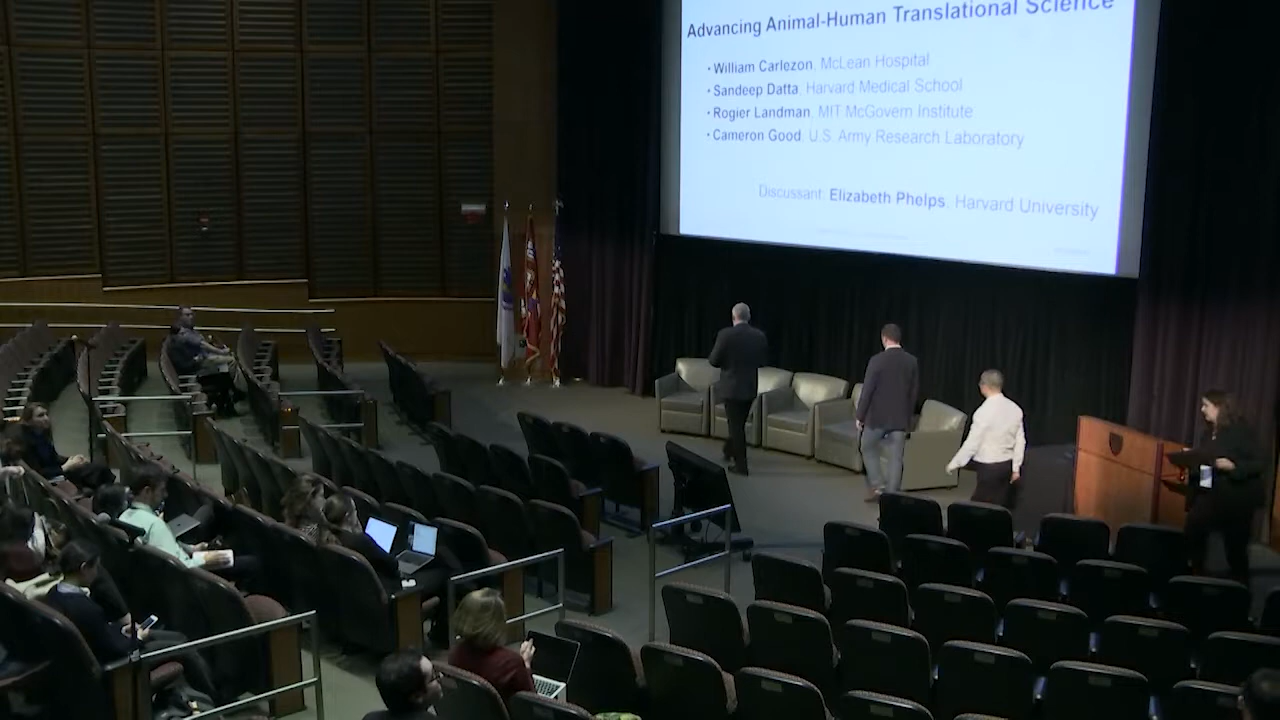 Advancing Animal-Human Translational Science
• William Carlezon, McLean Hospital
• Sandeep Datta, Harvard Medical School
• Rogier Landman, MIT McGovern Institute
• Cameron Good, U.S. Army Research Laboratory
Discussant: Elizabeth Phelps, Harvard University